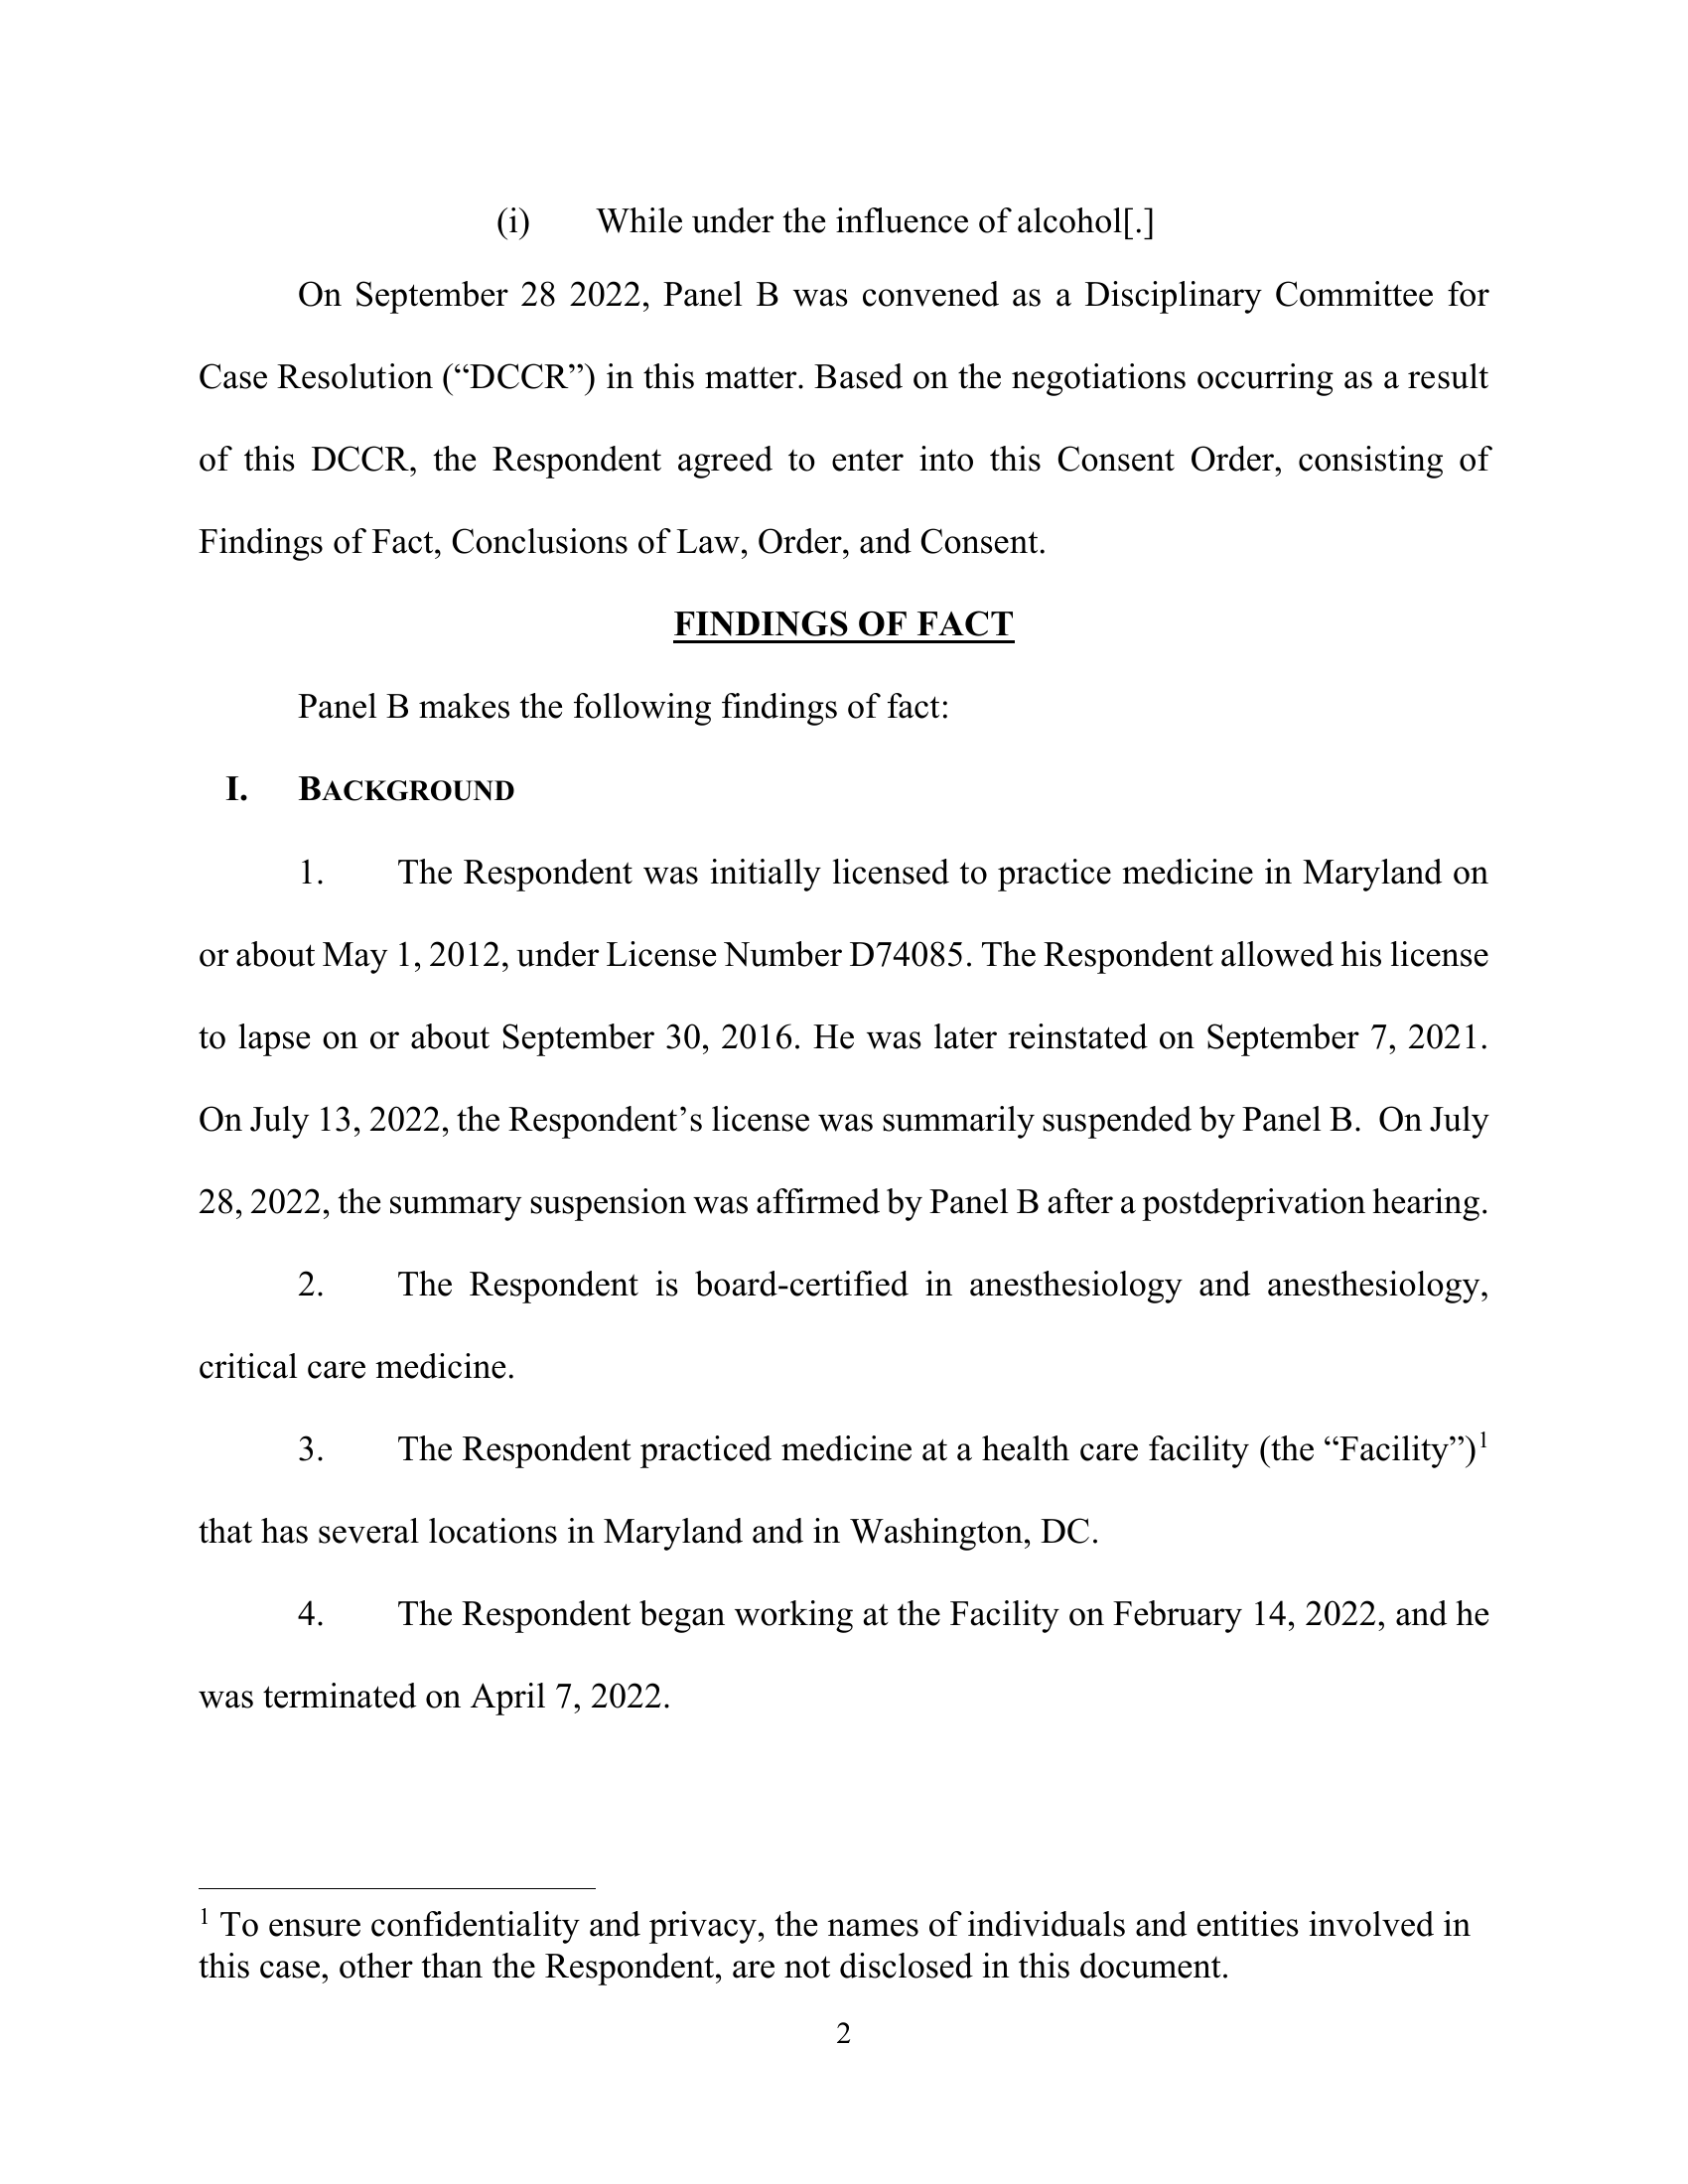 (i) While under the influence of alcohol[.]
On September 28 2022, Panel B was convened as a Disciplinary Committee for
Case Resolution (“DCCR”) in this matter. Based on the negotiations occurring as a result
of this DCCR, the Respondent agreed to enter into this Consent Order, consisting of
Findings of Fact, Conclusions of Law, Order, and Consent.
FINDINGS OF FACT
Panel B makes the following findings of fact:
I. BACKGROUND
1. The Respondent was initially licensed to practice medicine in Maryland on
or about May 1, 2012, under License Number D74085. The Respondent allowed his license
to lapse on or about September 30, 2016. He was later reinstated on September 7, 2021.
On July 13, 2022, the Respondent’s license was summarily suspended by Panel B. On July
28, 2022, the summary suspension was affirmed by Panel B after a postdeprivation hearing.
2. The Respondent is board-certified in anesthesiology and anesthesiology,
critical care medicine.
3. The Respondent practiced medicine at a health care facility (the “Facility”)¹
that has several locations in Maryland and in Washington, DC.
4. The Respondent began working at the Facility on February 14, 2022, and he
was terminated on April 7, 2022.
¹ To ensure confidentiality and privacy, the names of individuals and entities involved in
this case, other than the Respondent, are not disclosed in this document.
2